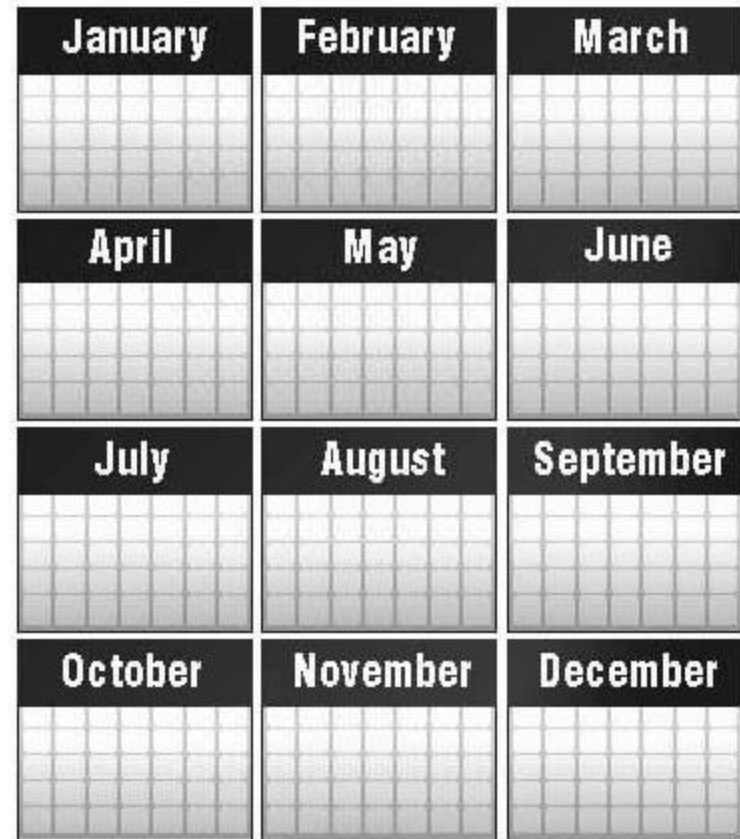 January February March
April May June
July August September
October November December